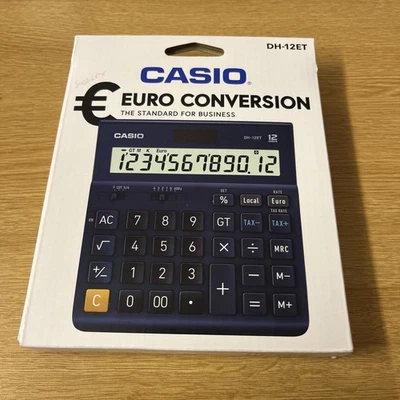 DH-12ET
CASIO®
€ EURO CONVERSION
THE STANDARD FOR BUSINESS
CASIO
DH-12ET
12
GT M K Euro
1234567890.12
SET
RATE
% Local Euro
TAX RATE
AC 7 8 9 GT TAX- TAX+
√ 4 5 6 × ÷ MRC
+/− 1 2 3 − M−
+
C 0 00 • = M+